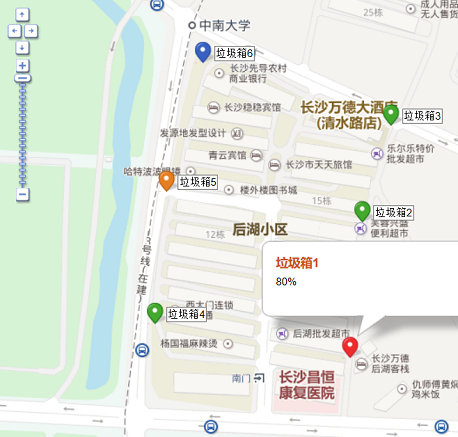 成人用品
无人售货
25栋
中南大学
垃圾箱6
长沙先导农村
商业银行
长沙稳稳宾馆
长沙万德大酒店
(清水路店)
垃圾箱3
发源地发型设计
乐尔乐特价
批发超市
青云宾馆
长沙市天天旅馆
哈特波波眼镜
垃圾箱5
楼外楼图书城
15栋
垃圾箱2
芙蓉兴盛
便利超市
后湖小区
12栋
3号线(在建)
垃圾箱1
80%
西大门连锁
垃圾箱4
通
后湖批发超市
杨国福麻辣烫
长沙万德
后湖客栈
南门
长沙昌恒
康复医院
仇师傅黄焖
鸡米饭